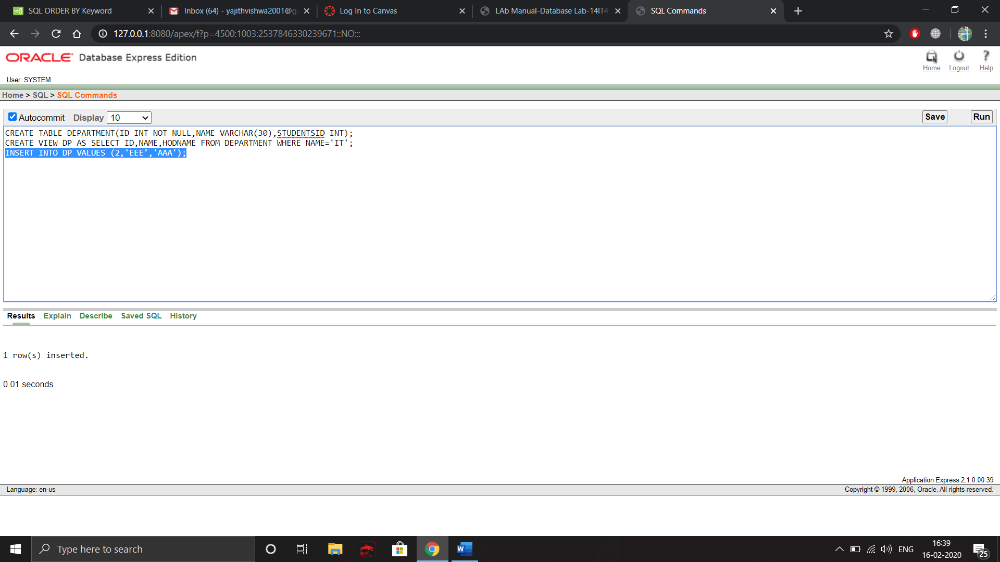 SQL ORDER BY Keyword
Inbox (64) - yajithvishwa2001@g
Log In to Canvas
LAb Manual-Database Lab-14IT4
SQL Commands
127.0.0.1:8080/apex/f?p=4500:1003:2537846330239671::NO:::
ORACLE Database Express Edition
Home Logout Help
User: SYSTEM
Home > SQL > SQL Commands
Autocommit Display 10 Save Run
CREATE TABLE DEPARTMENT(ID INT NOT NULL,NAME VARCHAR(30),STUDENTSID INT);
CREATE VIEW DP AS SELECT ID,NAME,HODNAME FROM DEPARTMENT WHERE NAME='IT';
INSERT INTO DP VALUES (2,'EEE','AAA');
Results Explain Describe Saved SQL History
1 row(s) inserted.
0.01 seconds
Application Express 2.1.0.00.39
Language: en-us Copyright © 1999, 2006, Oracle. All rights reserved.
Type here to search
ENG
16:39
16-02-2020
25